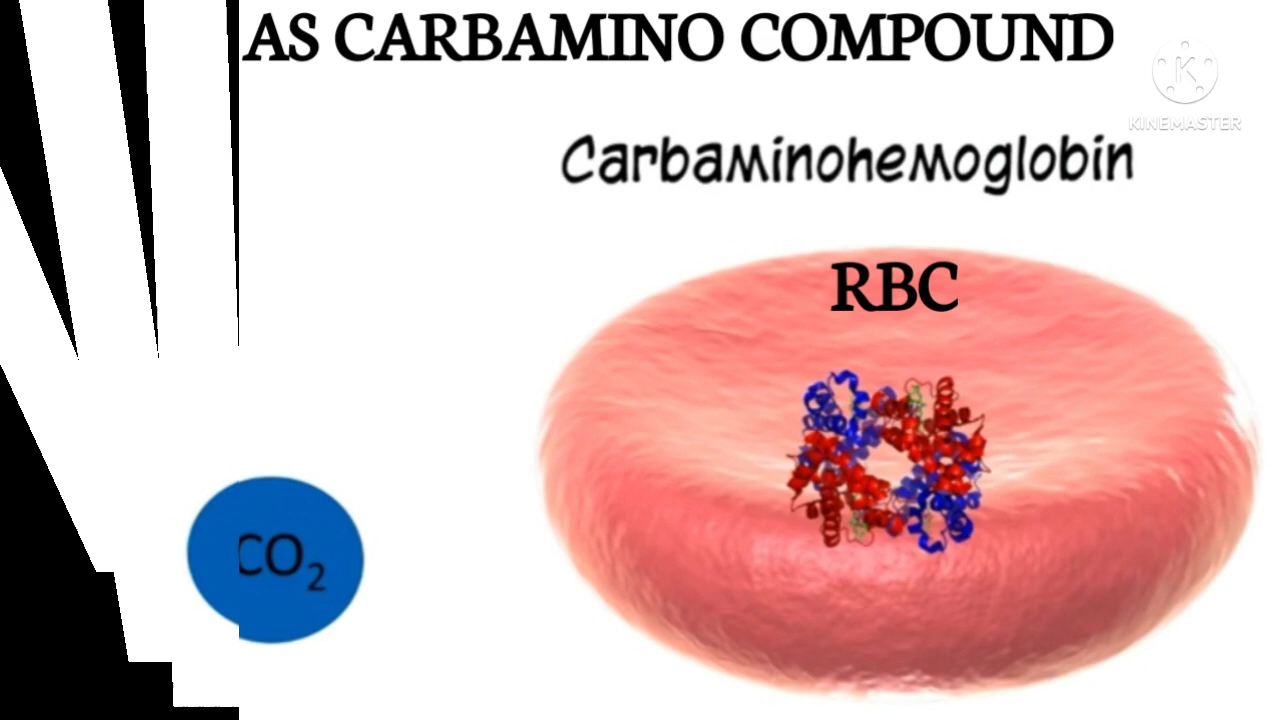 AS CARBAMINO COMPOUND
K
KINEMASTER
Carbaminohemoglobin
RBC
CO₂